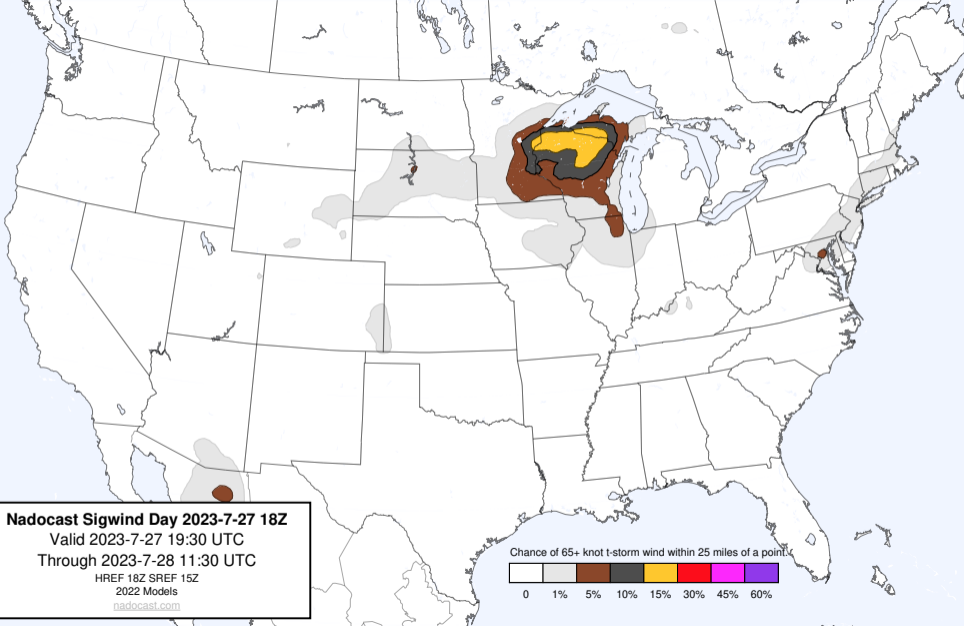 Nadocast Sigwind Day 2023-7-27 18Z
Valid 2023-7-27 19:30 UTC
Through 2023-7-28 11:30 UTC
HREF 18Z SREF 15Z
2022 Models
nadocast.com
Chance of 65+ knot t-storm wind within 25 miles of a point.
0 1% 5% 10% 15% 30% 45% 60%